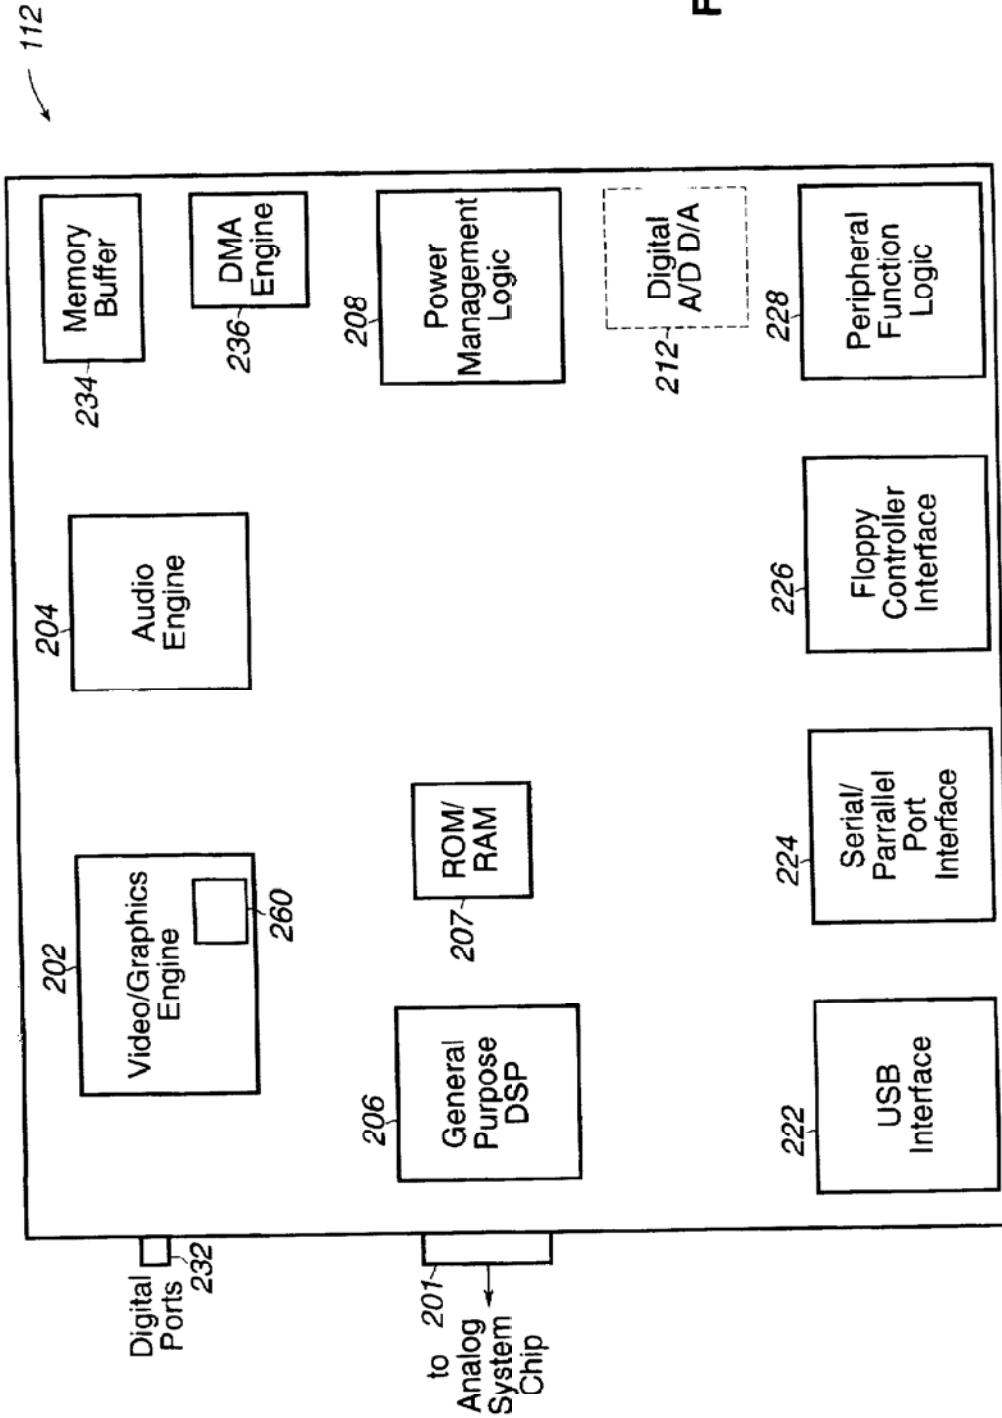 112
Digital
Ports
232
202
Video/Graphics
Engine
260
204
Audio
Engine
234
Memory
Buffer
236
DMA
Engine
to
Analog
System
Chip
201
206
General
Purpose
DSP
207
ROM/
RAM
208
Power
Management
Logic
212
Digital
A/D D/A
222
USB
Interface
224
Serial/
Parrallel
Port
Interface
226
Floppy
Controller
Interface
228
Peripheral
Function
Logic